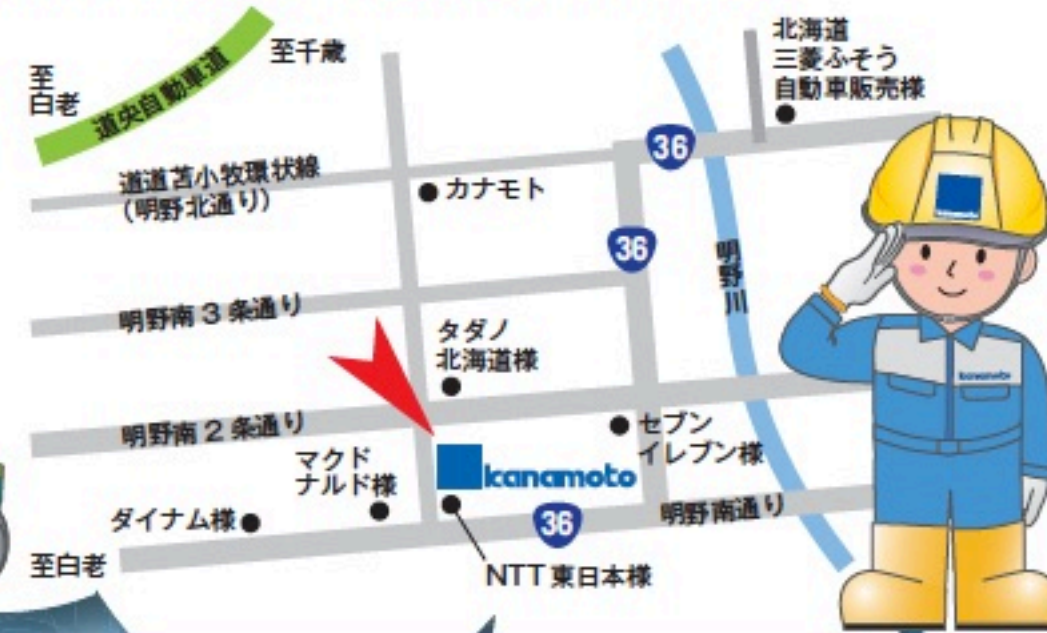 至
白老
道央自動車道
至千歳
北海道
三菱ふそう
自動車販売様
36
道道苫小牧環状線
(明野北通り)
カナモト
36
明野川
kanamoto
明野南3条通り
タダノ
北海道様
kanamoto
明野南2条通り
セブン
イレブン様
マクド
ナルド様
kanamoto
ダイナム様
36
明野南通り
至白老
NTT東日本様